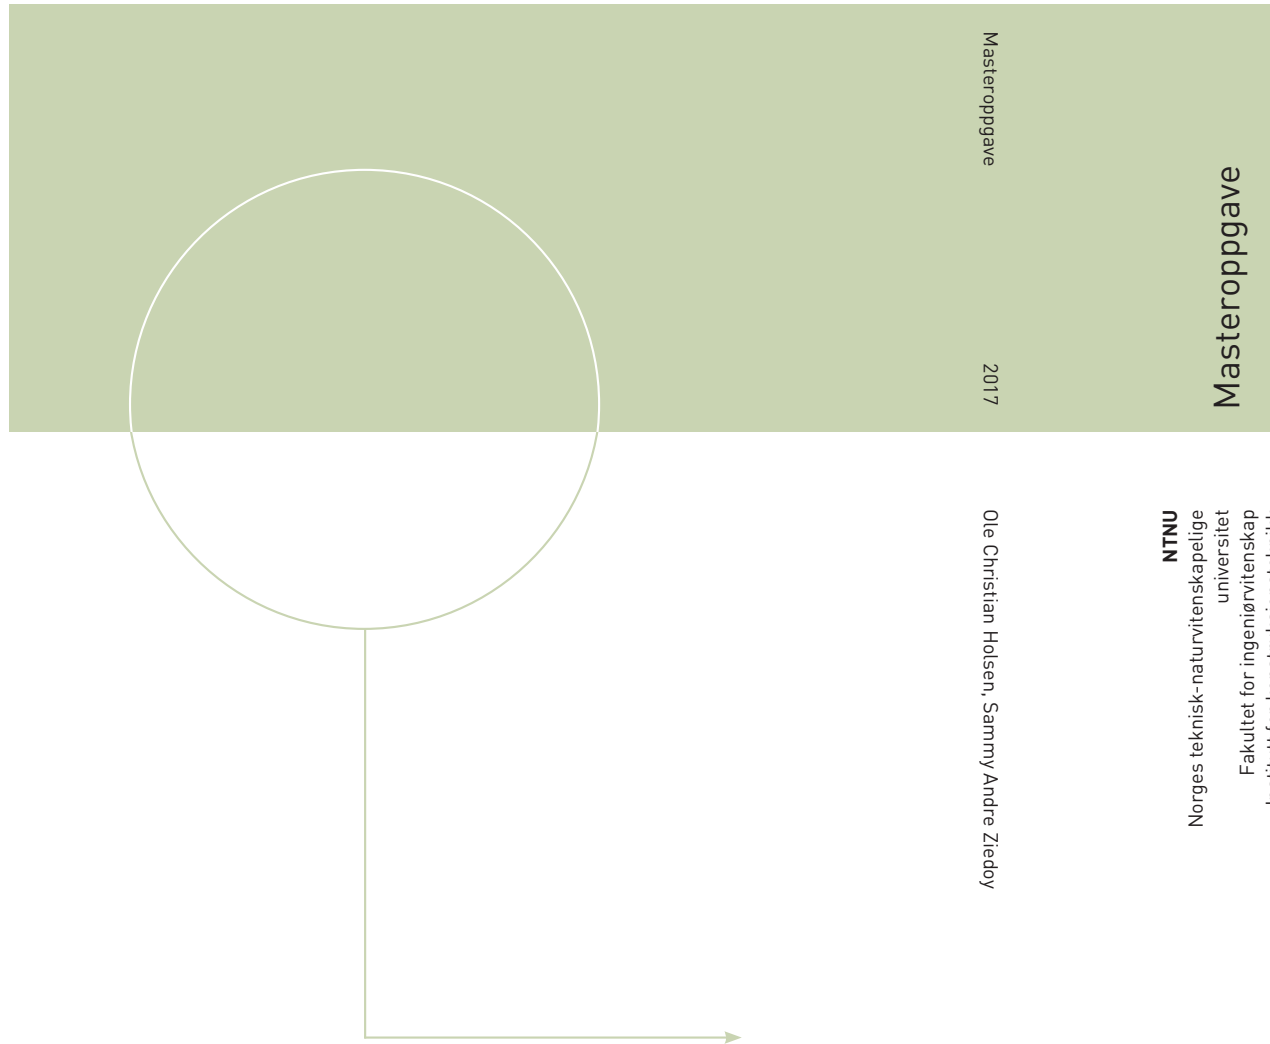 Masteroppgave
2017
Ole Christian Holsen, Sammy Andre Ziedoy
Masteroppgave
NTNU
Norges teknisk-naturvitenskapelige
universitet
Fakultet for ingeniørvitenskap